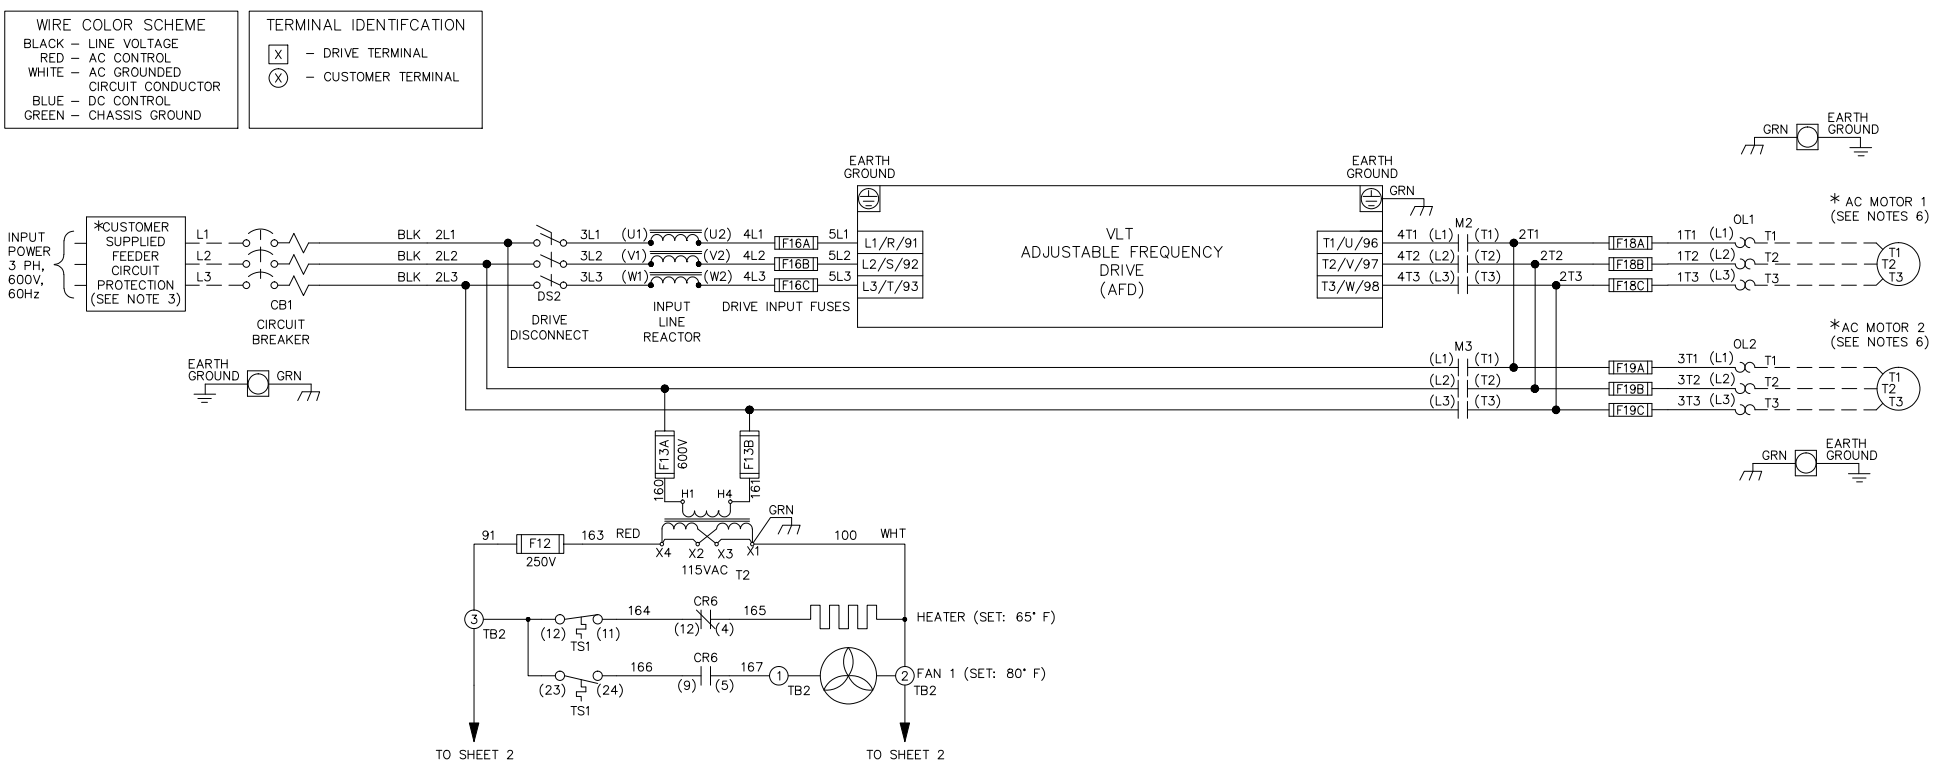 WIRE COLOR SCHEME
BLACK – LINE VOLTAGE
RED – AC CONTROL
WHITE – AC GROUNDED
CIRCUIT CONDUCTOR
BLUE – DC CONTROL
GREEN – CHASSIS GROUND
TERMINAL IDENTIFCATION
X – DRIVE TERMINAL
X – CUSTOMER TERMINAL
GRN
EARTH
GROUND
INPUT
POWER
3 PH,
600V,
60Hz
*CUSTOMER
SUPPLIED
FEEDER
CIRCUIT
PROTECTION
(SEE NOTE 3)
L1
L2
L3
CB1
CIRCUIT
BREAKER
BLK 2L1
BLK 2L2
BLK 2L3
DS2
DRIVE
DISCONNECT
3L1 (U1) (U2) 4L1 F16A 5L1
3L2 (V1) (V2) 4L2 F16B 5L2
3L3 (W1) (W2) 4L3 F16C 5L3
INPUT
LINE
REACTOR
DRIVE INPUT FUSES
EARTH
GROUND
L1/R/91
L2/S/92
L3/T/93
VLT
ADJUSTABLE FREQUENCY
DRIVE
(AFD)
EARTH
GROUND
GRN
T1/U/96
T2/V/97
T3/W/98
M2
4T1 (L1) (T1) 2T1 F18A 1T1 (L1) T1
4T2 (L2) (T2) 2T2 F18B 1T2 (L2) T2
4T3 (L3) (T3) 2T3 F18C 1T3 (L3) T3
OL1
* AC MOTOR 1
(SEE NOTES 6)
T1
T2
T3
EARTH
GROUND
GRN
M3
(L1) (T1) F19A 3T1 (L1) T1
(L2) (T2) F19B 3T2 (L2) T2
(L3) (T3) F19C 3T3 (L3) T3
OL2
*AC MOTOR 2
(SEE NOTES 6)
T1
T2
T3
GRN
EARTH
GROUND
F13A
600V
F13B
160
161
H1 H4
GRN
91 F12 163 RED
250V
X4 X2 X3 X1
100 WHT
115VAC T2
3
TB2
164 CR6 165
(12) (11) (12) (4)
TS1
HEATER (SET: 65° F)
166 CR6 167
(23) (24) (9) (5)
TS1
1
TB2
2
TB2
FAN 1 (SET: 80° F)
TO SHEET 2
TO SHEET 2